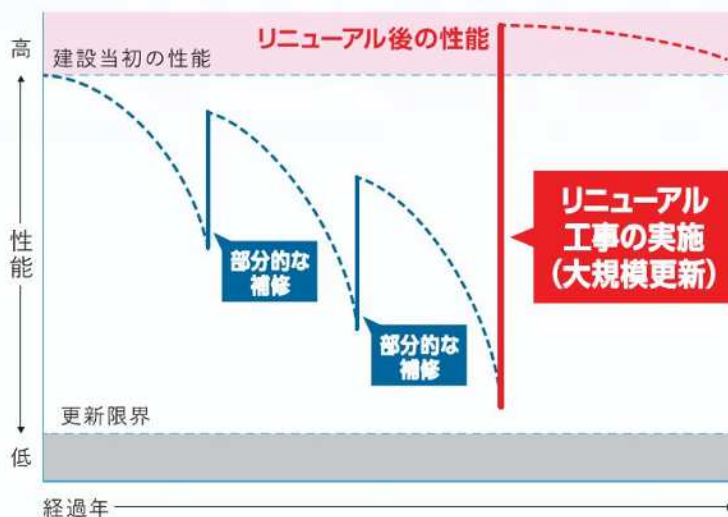 高
建設当初の性能
リニューアル後の性能
性能
部分的な
補修
部分的な
補修
リニューアル
工事の実施
(大規模更新)
更新限界
低
経過年